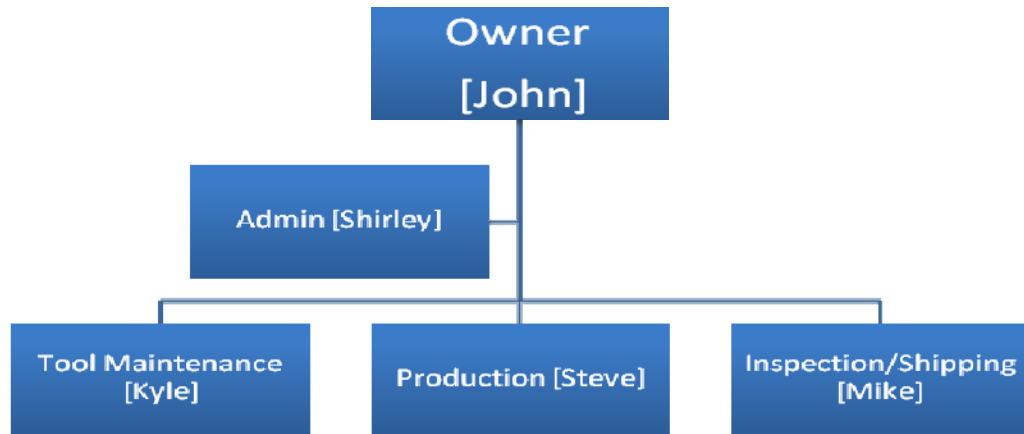 Owner
[John]
Admin [Shirley]
Tool Maintenance
[Kyle]
Production [Steve]
Inspection/Shipping
[Mike]